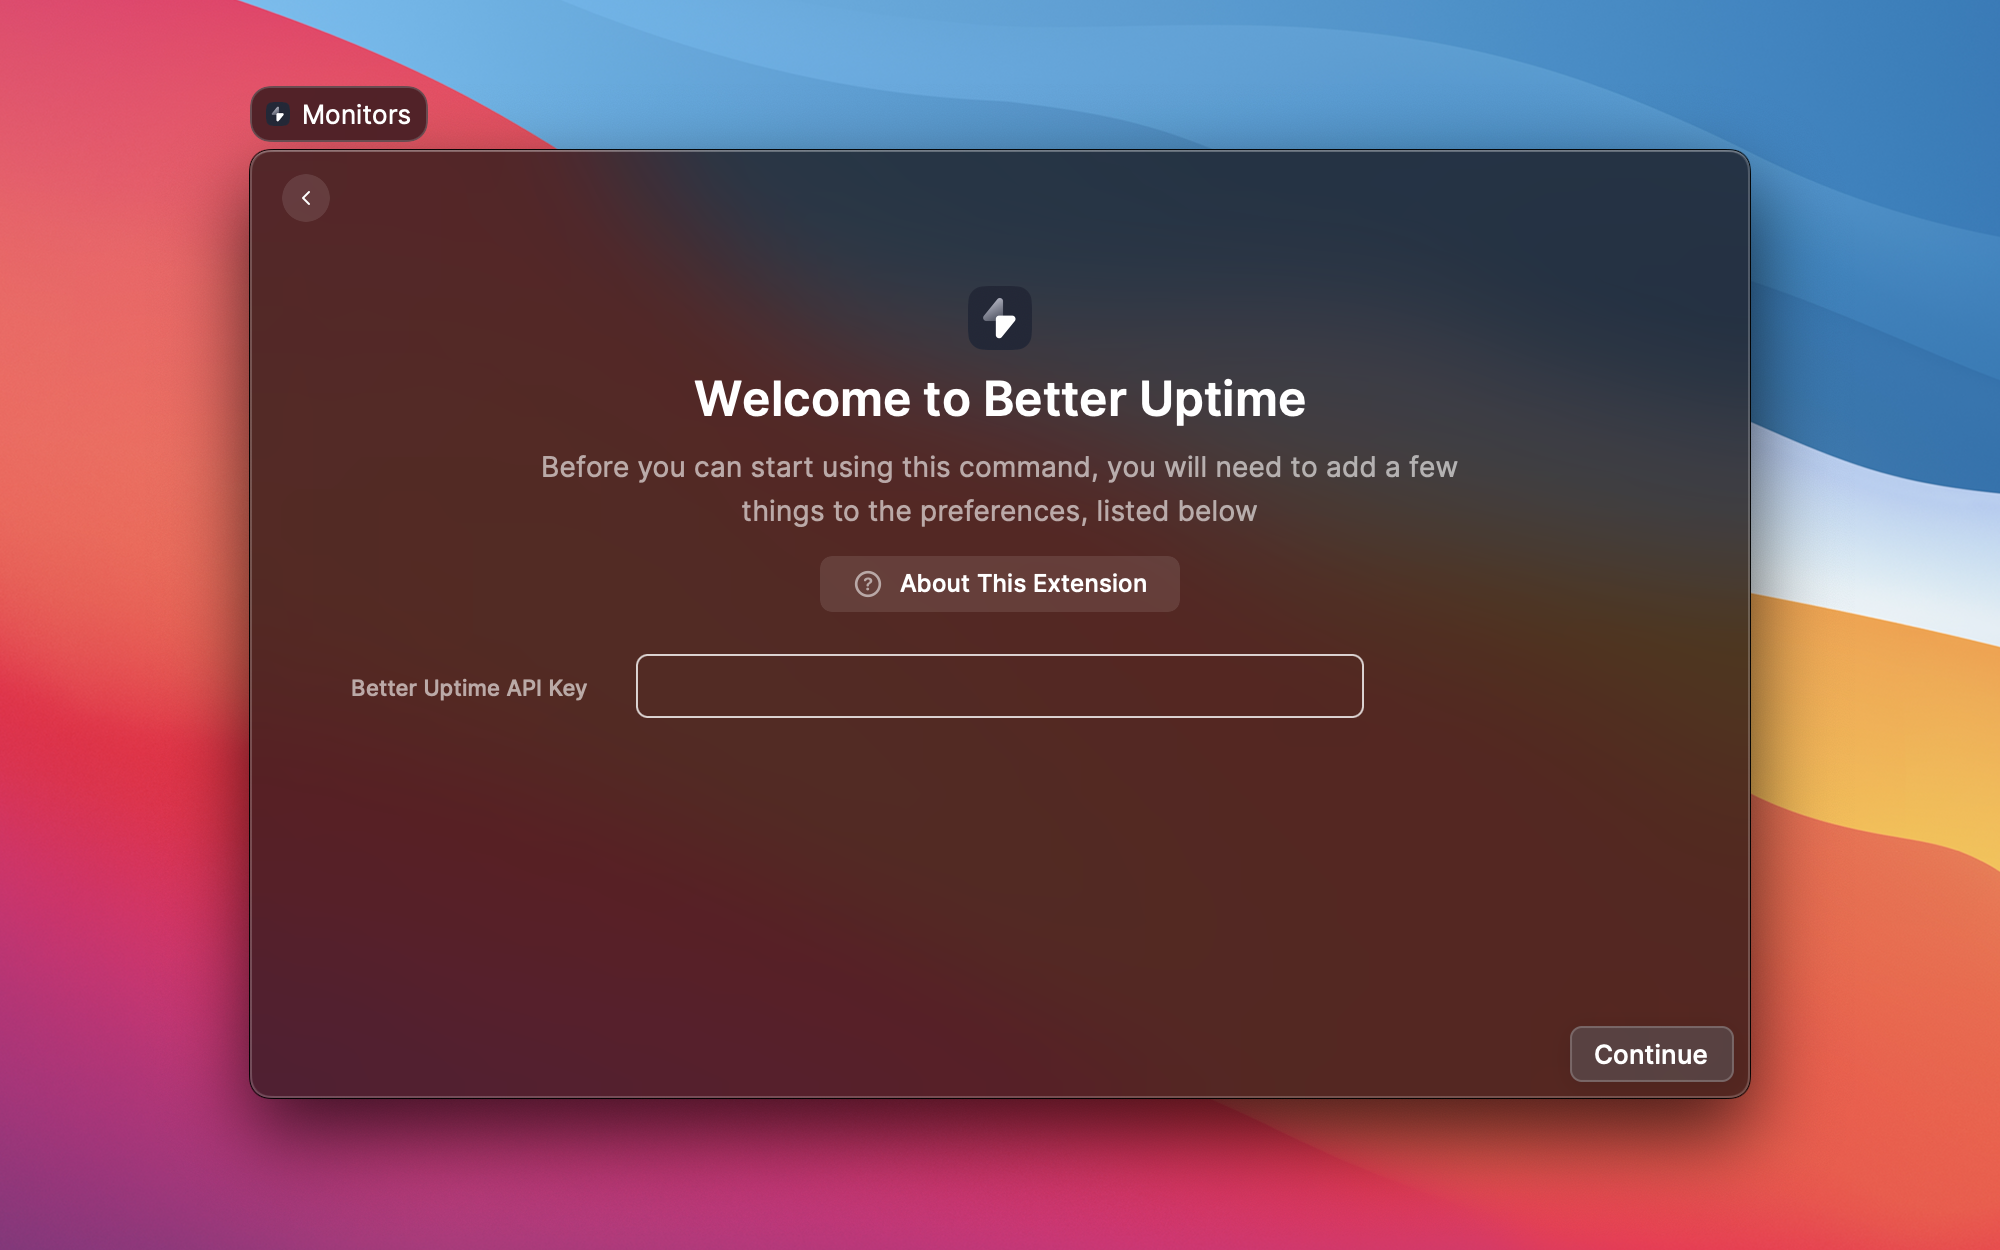 Monitors
Welcome to Better Uptime
Before you can start using this command, you will need to add a few
things to the preferences, listed below
? About This Extension
Better Uptime API Key
Continue